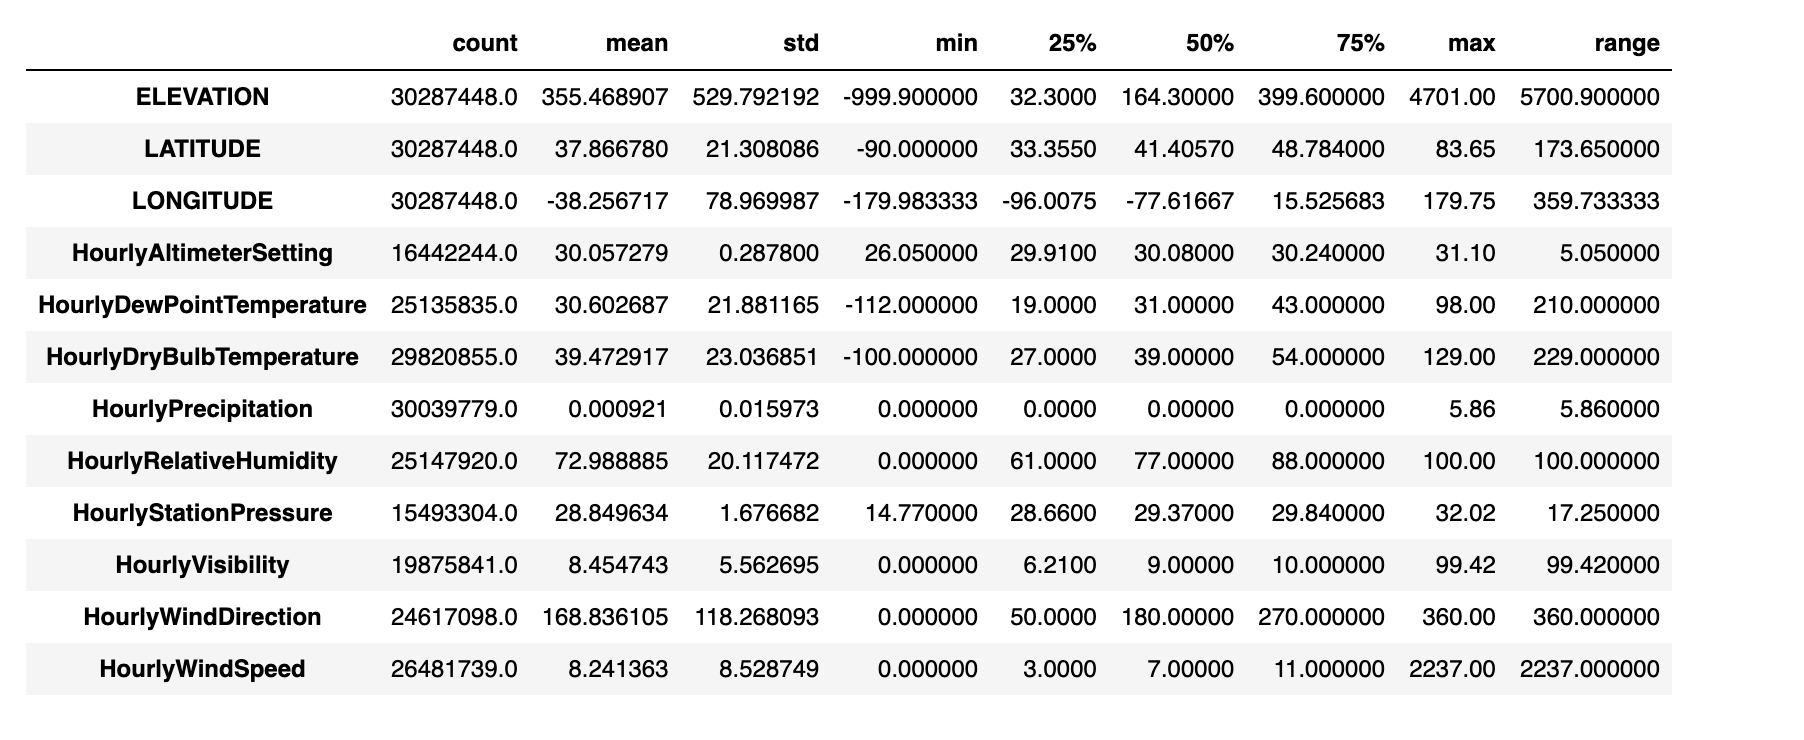 count mean std min 25% 50% 75% max range
ELEVATION 30287448.0 355.468907 529.792192 -999.900000 32.3000 164.30000 399.600000 4701.00 5700.900000
LATITUDE 30287448.0 37.866780 21.308086 -90.000000 33.3550 41.40570 48.784000 83.65 173.650000
LONGITUDE 30287448.0 -38.256717 78.969987 -179.983333 -96.0075 -77.61667 15.525683 179.75 359.733333
HourlyAltimeterSetting 16442244.0 30.057279 0.287800 26.050000 29.9100 30.08000 30.240000 31.10 5.050000
HourlyDewPointTemperature 25135835.0 30.602687 21.881165 -112.000000 19.0000 31.00000 43.000000 98.00 210.000000
HourlyDryBulbTemperature 29820855.0 39.472917 23.036851 -100.000000 27.0000 39.00000 54.000000 129.00 229.000000
HourlyPrecipitation 30039779.0 0.000921 0.015973 0.000000 0.0000 0.00000 0.000000 5.86 5.860000
HourlyRelativeHumidity 25147920.0 72.988885 20.117472 0.000000 61.0000 77.00000 88.000000 100.00 100.000000
HourlyStationPressure 15493304.0 28.849634 1.676682 14.770000 28.6600 29.37000 29.840000 32.02 17.250000
HourlyVisibility 19875841.0 8.454743 5.562695 0.000000 6.2100 9.00000 10.000000 99.42 99.420000
HourlyWindDirection 24617098.0 168.836105 118.268093 0.000000 50.0000 180.00000 270.000000 360.00 360.000000
HourlyWindSpeed 26481739.0 8.241363 8.528749 0.000000 3.0000 7.00000 11.000000 2237.00 2237.000000